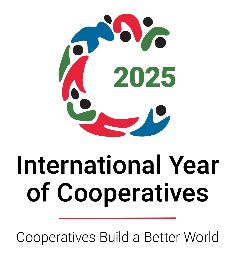 2025
International Year
of Cooperatives
Cooperatives Build a Better World